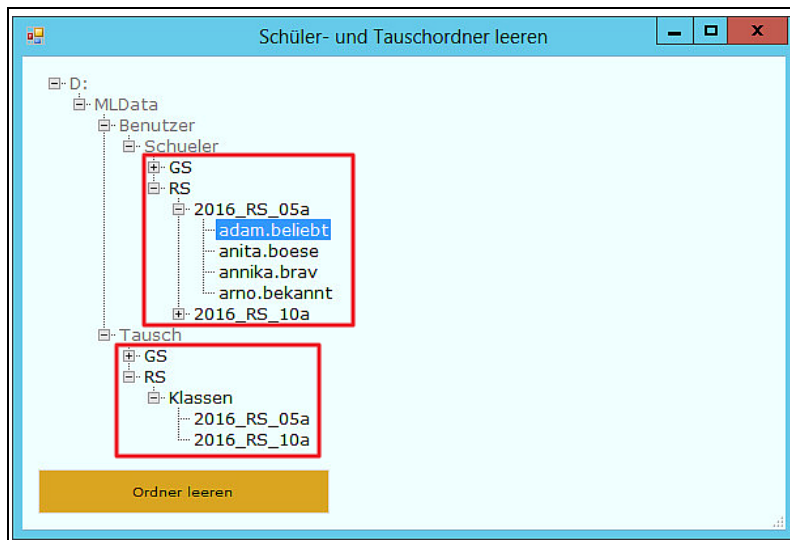 Schüler- und Tauschordner leeren
D:
MLData
Benutzer
Schueler
GS
RS
2016_RS_05a
adam.beliebt
anita.boese
annika.brav
arno.bekannt
2016_RS_10a
Tausch
GS
RS
Klassen
2016_RS_05a
2016_RS_10a
Ordner leeren